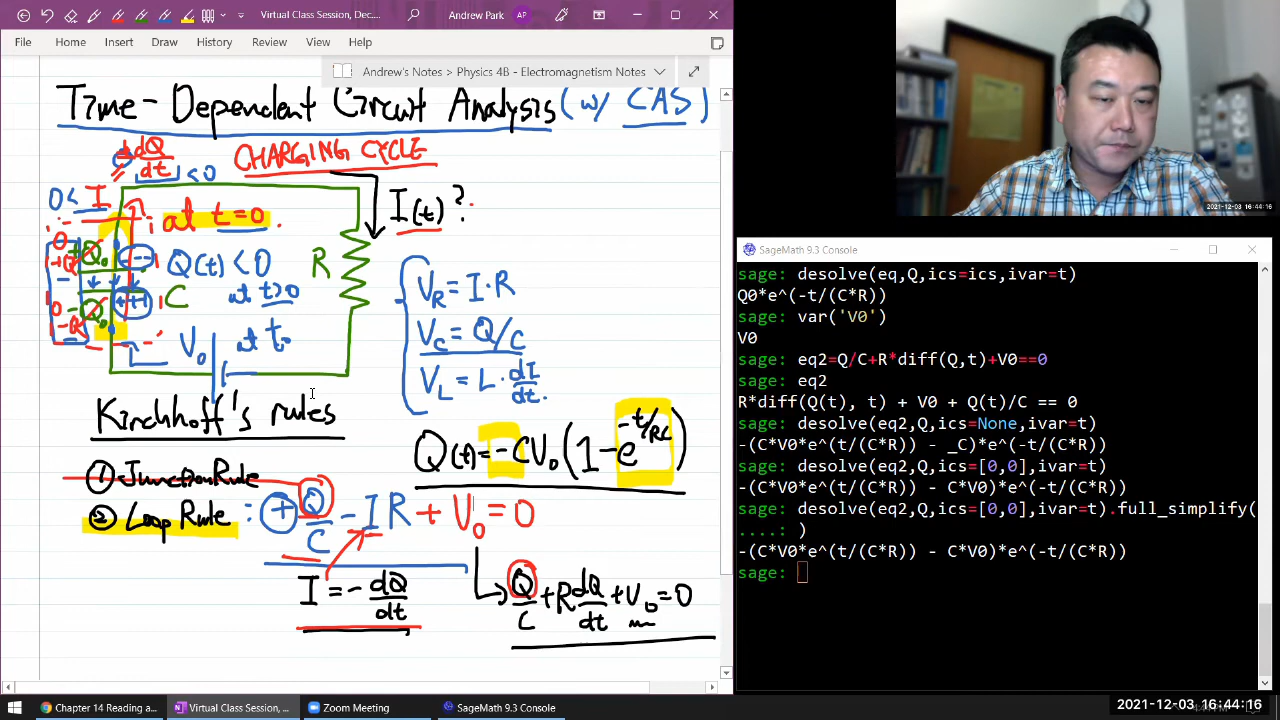 Virtual Class Session, Dec....
Andrew Park
AP
File Home Insert Draw History Review View Help
Andrew's Notes > Physics 4B - Electromagnetism Notes
Time-Dependent Circuit Analysis (w/ CAS)
dQ/dt < 0
CHARGING CYCLE
0 < I
at t=0.
I(t)?
Q(t) < 0
at t>0
R
C
V₀
at t=
V_R = I·R
V_C = Q/C
V_L = L·dI/dt.
Kirchhoff's rules
Q(t) = -CV₀(1-e^-t/RC)
① Junction Rule
② Loop Rule : + Q/C - IR + V₀ = 0
I = - dQ/dt
Q/C + R dQ/dt + V₀ = 0
2021-12-03 16:44:16
SageMath 9.3 Console
sage: desolve(eq,Q,ics=ics,ivar=t)
Q0*e^(-t/(C*R))
sage: var('V0')
V0
sage: eq2=Q/C+R*diff(Q,t)+V0==0
sage: eq2
R*diff(Q(t), t) + V0 + Q(t)/C == 0
sage: desolve(eq2,Q,ics=None,ivar=t)
-(C*V0*e^(t/(C*R)) - _C)*e^(-t/(C*R))
sage: desolve(eq2,Q,ics=[0,0],ivar=t)
-(C*V0*e^(t/(C*R)) - C*V0)*e^(-t/(C*R))
sage: desolve(eq2,Q,ics=[0,0],ivar=t).full_simplify(
....: )
-(C*V0*e^(t/(C*R)) - C*V0)*e^(-t/(C*R))
sage:
Chapter 14 Reading a...
Virtual Class Session,...
Zoom Meeting
SageMath 9.3 Console
2021-12-03 16:44:16